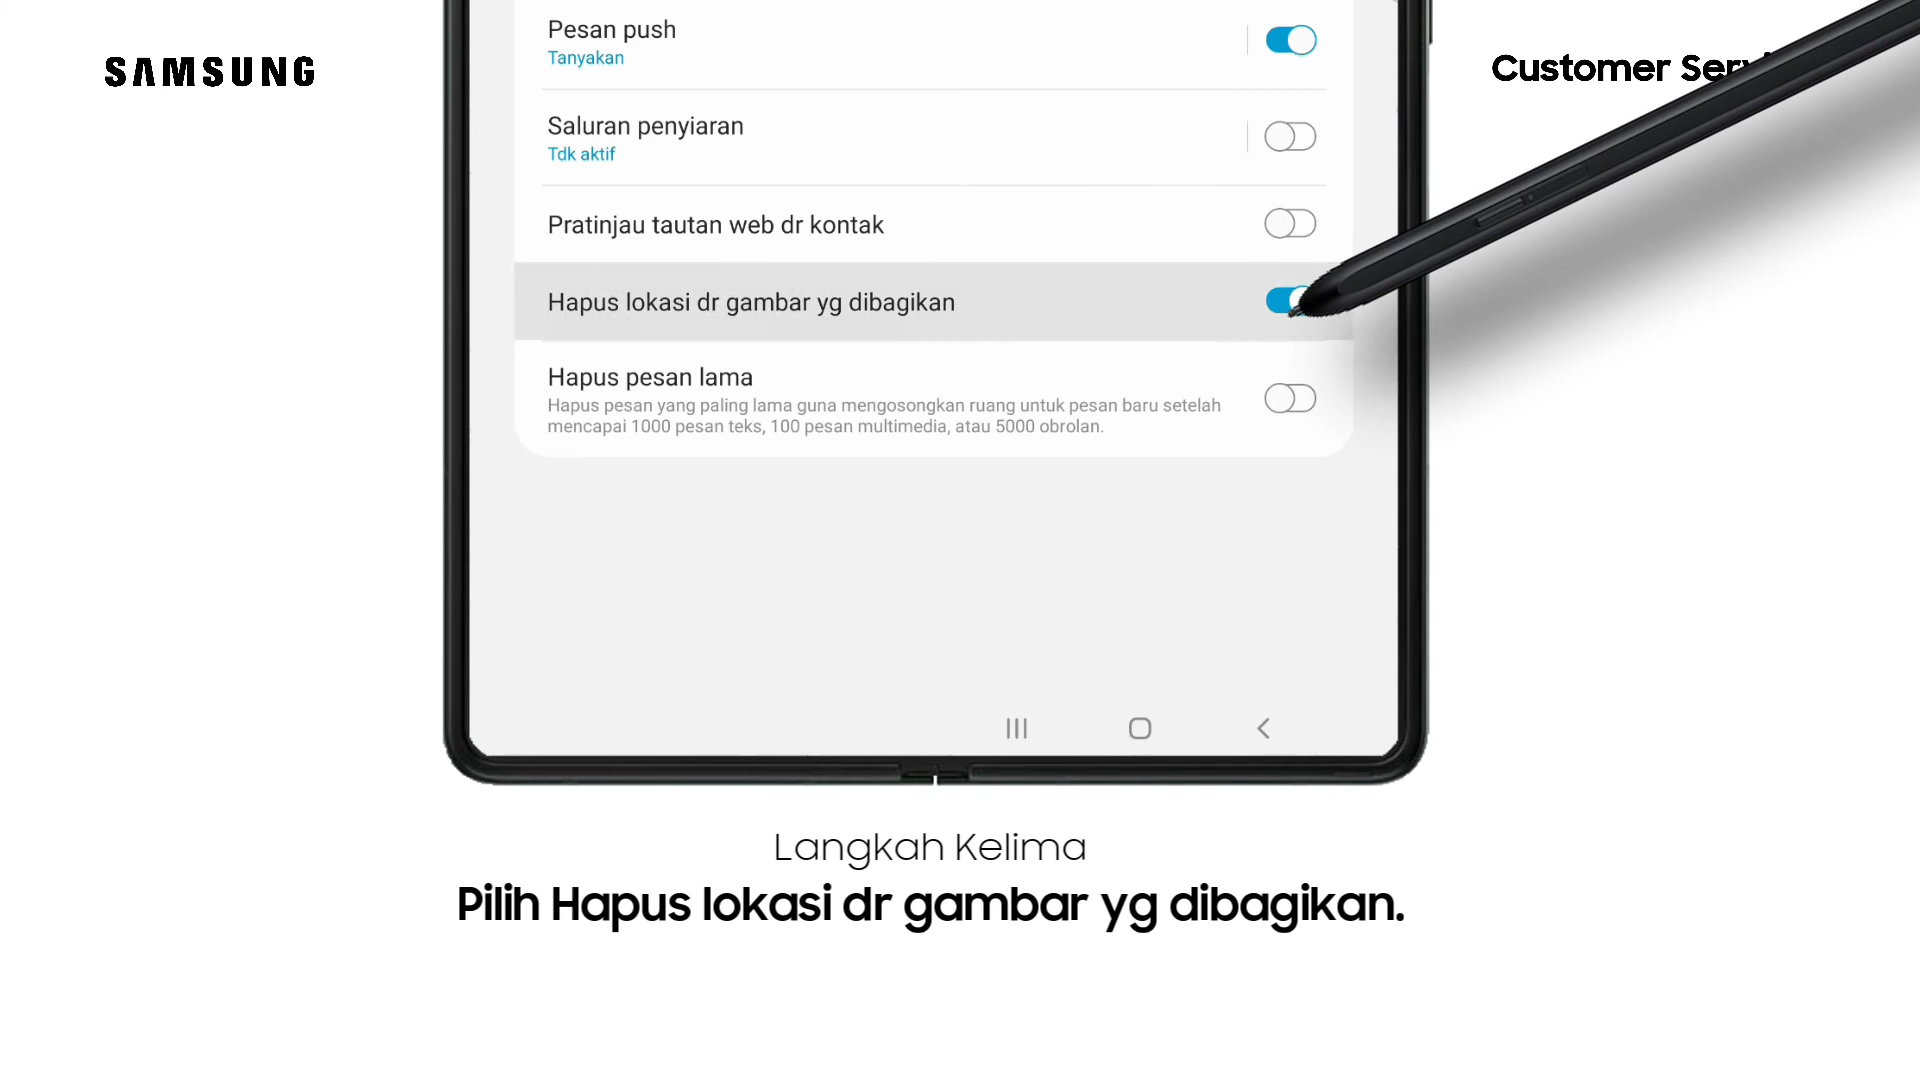 SAMSUNG
Customer
Pesan push
Tanyakan
Saluran penyiaran
Tdk aktif
Pratinjau tautan web dr kontak
Hapus lokasi dr gambar yg dibagikan
Hapus pesan lama
Hapus pesan yang paling lama guna mengosongkan ruang untuk pesan baru setelah
mencapai 1000 pesan teks, 100 pesan multimedia, atau 5000 obrolan.
Langkah Kelima
Pilih Hapus lokasi dr gambar yg dibagikan.